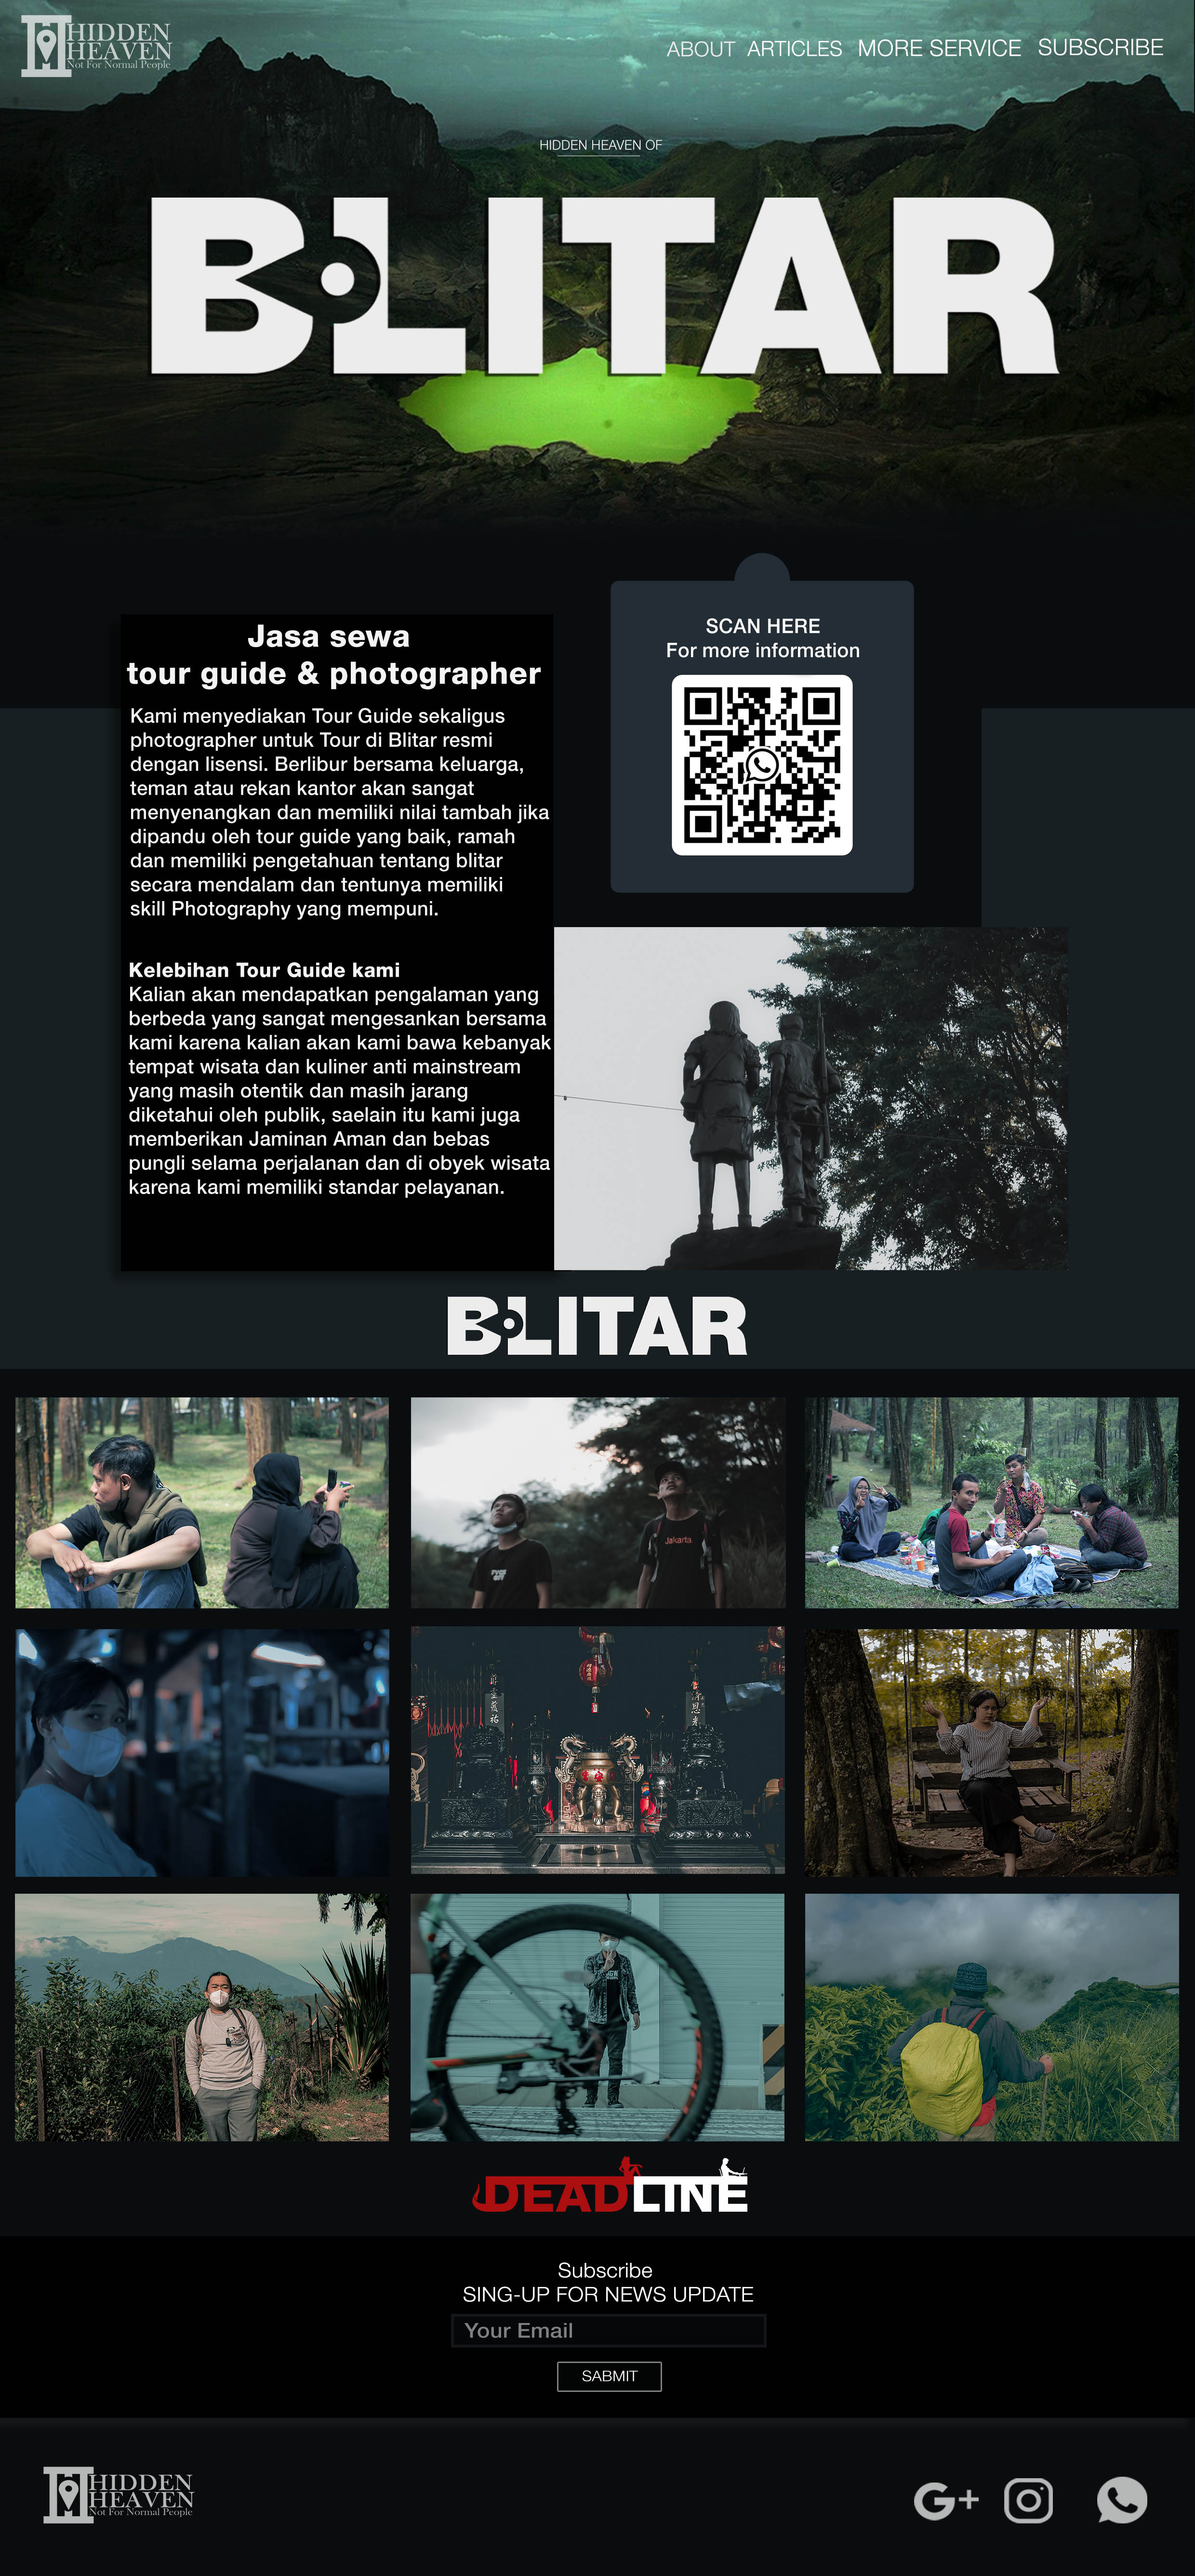 HIDDEN
HEAVEN
Not For Normal People
ABOUT ARTICLES MORE SERVICE SUBSCRIBE
HIDDEN HEAVEN OF
BLITAR
SCAN HERE
For more information
Jasa sewa
tour guide & photographer
Kami menyediakan Tour Guide sekaligus
photographer untuk Tour di Blitar resmi
dengan lisensi. Berlibur bersama keluarga,
teman atau rekan kantor akan sangat
menyenangkan dan memiliki nilai tambah jika
dipandu oleh tour guide yang baik, ramah
dan memiliki pengetahuan tentang blitar
secara mendalam dan tentunya memiliki
skill Photography yang mempuni.
Kelebihan Tour Guide kami
Kalian akan mendapatkan pengalaman yang
berbeda yang sangat mengesankan bersama
kami karena kalian akan kami bawa kebanyak
tempat wisata dan kuliner anti mainstream
yang masih otentik dan masih jarang
diketahui oleh publik, saelain itu kami juga
memberikan Jaminan Aman dan bebas
pungli selama perjalanan dan di obyek wisata
karena kami memiliki standar pelayanan.
BLITAR
Jakarta
DEADLINE
Subscribe
SING-UP FOR NEWS UPDATE
Your Email
SABMIT
HIDDEN
HEAVEN
Not For Normal People
G+